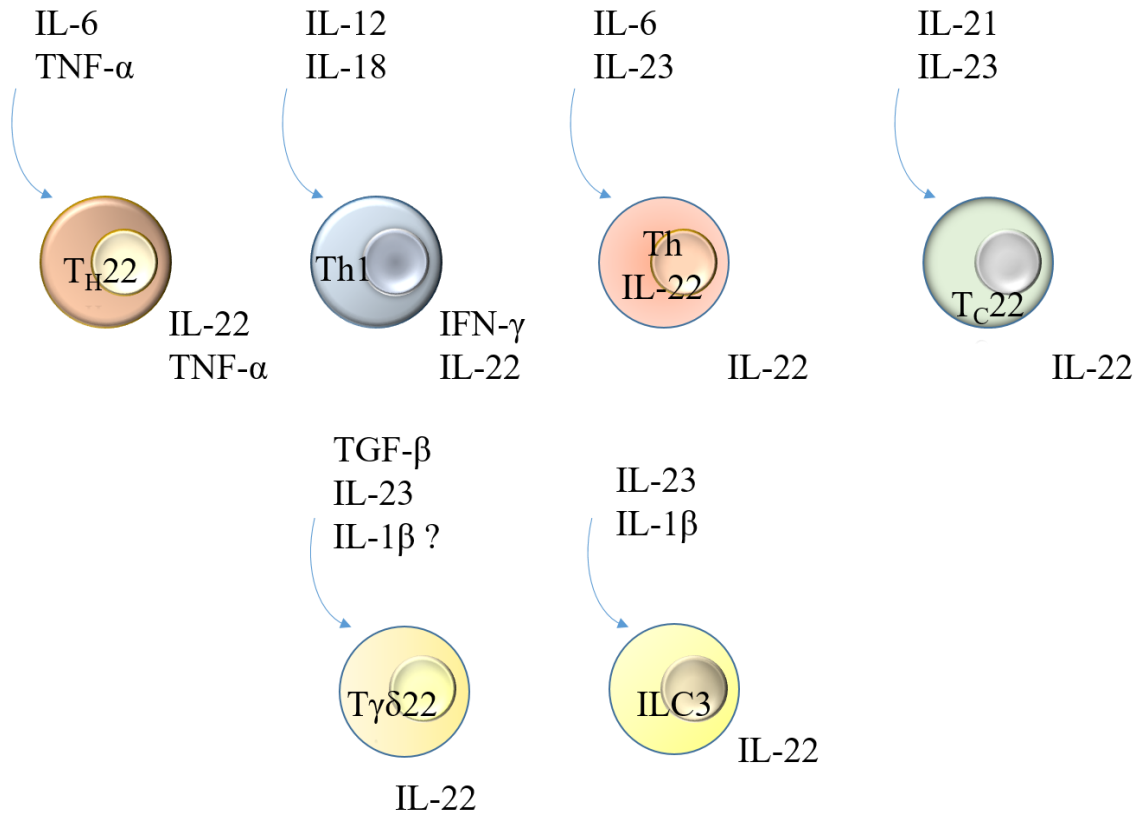 IL-6
TNF-α
IL-12
IL-18
IL-6
IL-23
IL-21
IL-23
T_H22
IL-22
TNF-α
Th1
IFN-γ
IL-22
Th
IL-22
IL-22
T_C22
IL-22
TGF-β
IL-23
IL-1β ?
IL-23
IL-1β
Tγδ22
IL-22
ILC3
IL-22